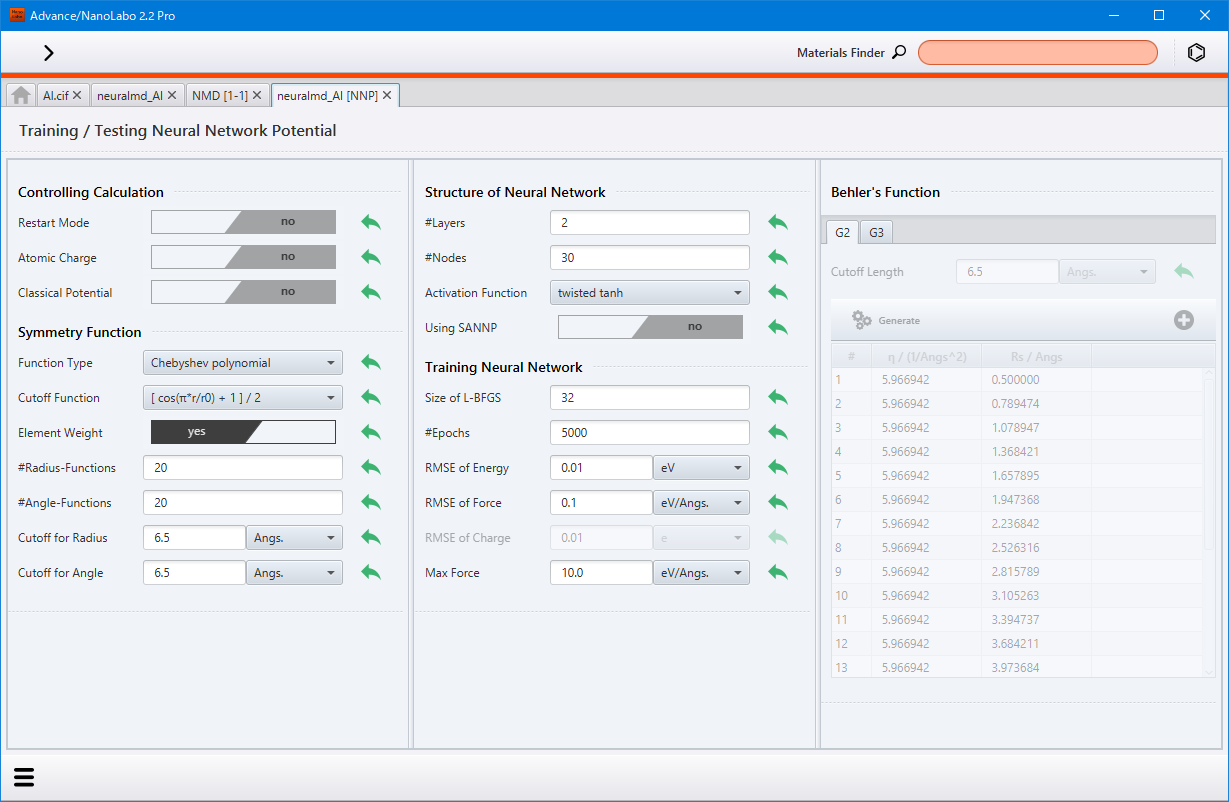 Advance/NanoLabo 2.2 Pro
Materials Finder
Al.cif
neuralmd_Al
NMD [1-1]
neuralmd_Al [NNP]
Training / Testing Neural Network Potential
Controlling Calculation
Restart Mode no
Atomic Charge no
Classical Potential no
Symmetry Function
Function Type Chebyshev polynomial
Cutoff Function [ cos(π*r/r0) + 1 ] / 2
Element Weight yes
#Radius-Functions 20
#Angle-Functions 20
Cutoff for Radius 6.5 Angs.
Cutoff for Angle 6.5 Angs.
Structure of Neural Network
#Layers 2
#Nodes 30
Activation Function twisted tanh
Using SANNP no
Training Neural Network
Size of L-BFGS 32
#Epochs 5000
RMSE of Energy 0.01 eV
RMSE of Force 0.1 eV/Angs.
RMSE of Charge 0.01 e
Max Force 10.0 eV/Angs.
Behler's Function
G2 G3
Cutoff Length 6.5 Angs.
Generate
# η / (1/Angs^2) Rs / Angs
1 5.966942 0.500000
2 5.966942 0.789474
3 5.966942 1.078947
4 5.966942 1.368421
5 5.966942 1.657895
6 5.966942 1.947368
7 5.966942 2.236842
8 5.966942 2.526316
9 5.966942 2.815789
10 5.966942 3.105263
11 5.966942 3.394737
12 5.966942 3.684211
13 5.966942 3.973684